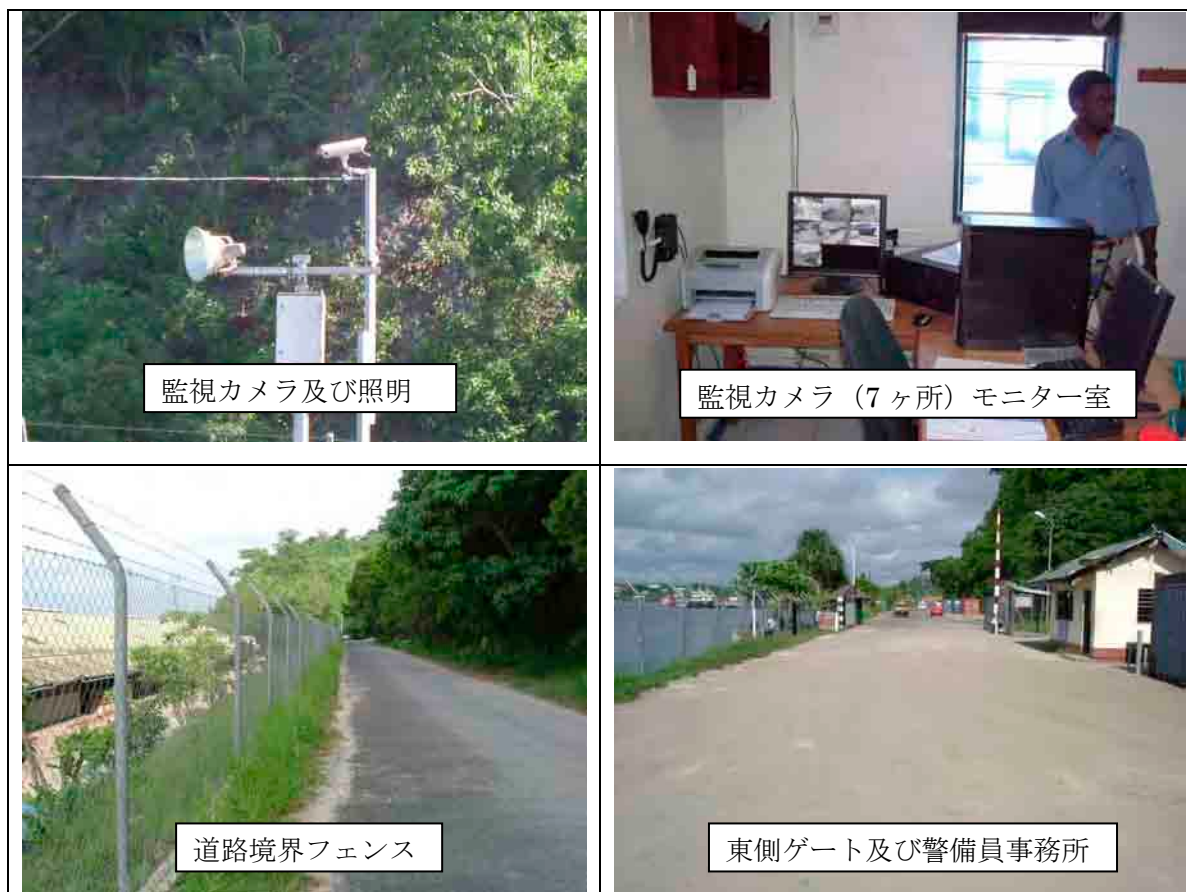 監視カメラ及び照明
監視カメラ（7 ヶ所）モニター室
道路境界フェンス
東側ゲート及び警備員事務所